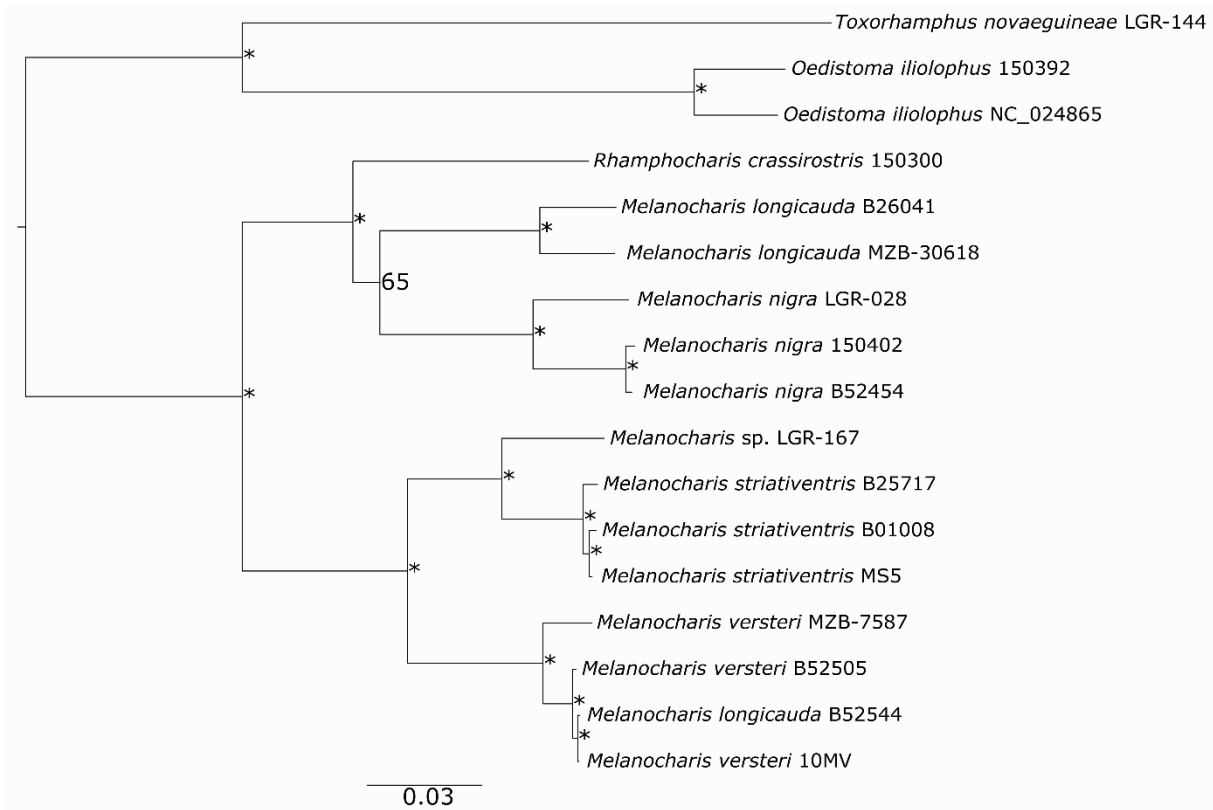 Toxorhamphus novaeguineae LGR-144
*
Oedistoma iliolophus 150392
*
Oedistoma iliolophus NC_024865
Rhamphocharis crassirostris 150300
*
Melanocharis longicauda B26041
*
Melanocharis longicauda MZB-30618
65
Melanocharis nigra LGR-028
*
Melanocharis nigra 150402
*
Melanocharis nigra B52454
*
Melanocharis sp. LGR-167
*
Melanocharis striativentris B25717
*
Melanocharis striativentris B01008
*
Melanocharis striativentris MS5
*
Melanocharis versteri MZB-7587
*
Melanocharis versteri B52505
*
Melanocharis longicauda B52544
*
Melanocharis versteri 10MV
0.03